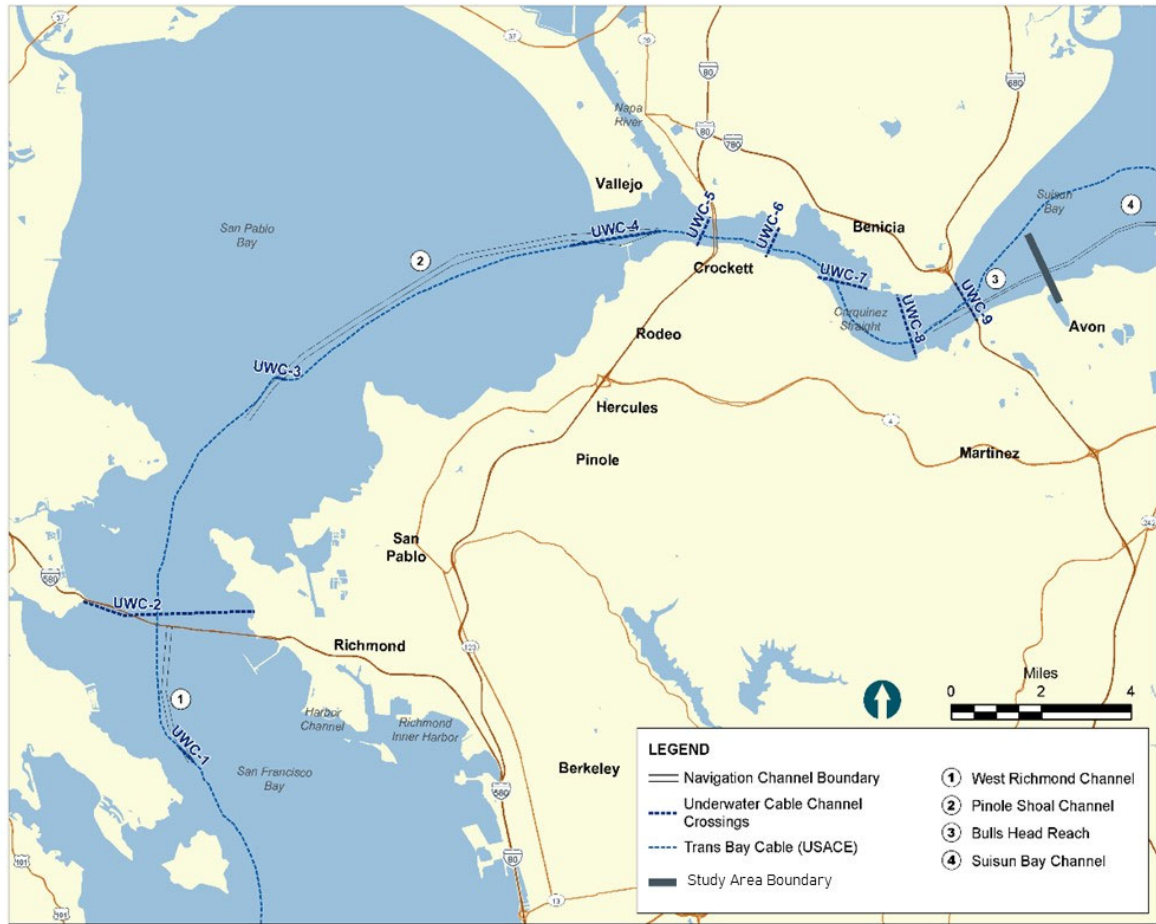 37
37
29
80
680
Napa
River
80
780
Vallejo
UWC-5
UWC-6
Suisun
Bay
4
San Pablo
Bay
UWC-4
Benicia
2
Crockett
UWC-7
3
Carquinez
Straight
UWC-8
UWC-9
Avon
Rodeo
UWC-3
Hercules
4
Pinole
Martinez
San
Pablo
242
580
UWC-2
Richmond
123
Miles
1
0 2 4
Harbor
Channel
Richmond
Inner Harbor
UWC-1
San Francisco
Bay
Berkeley
580
80
101
101
13
LEGEND
Navigation Channel Boundary
Underwater Cable Channel
Crossings
Trans Bay Cable (USACE)
Study Area Boundary
1 West Richmond Channel
2 Pinole Shoal Channel
3 Bulls Head Reach
4 Suisun Bay Channel